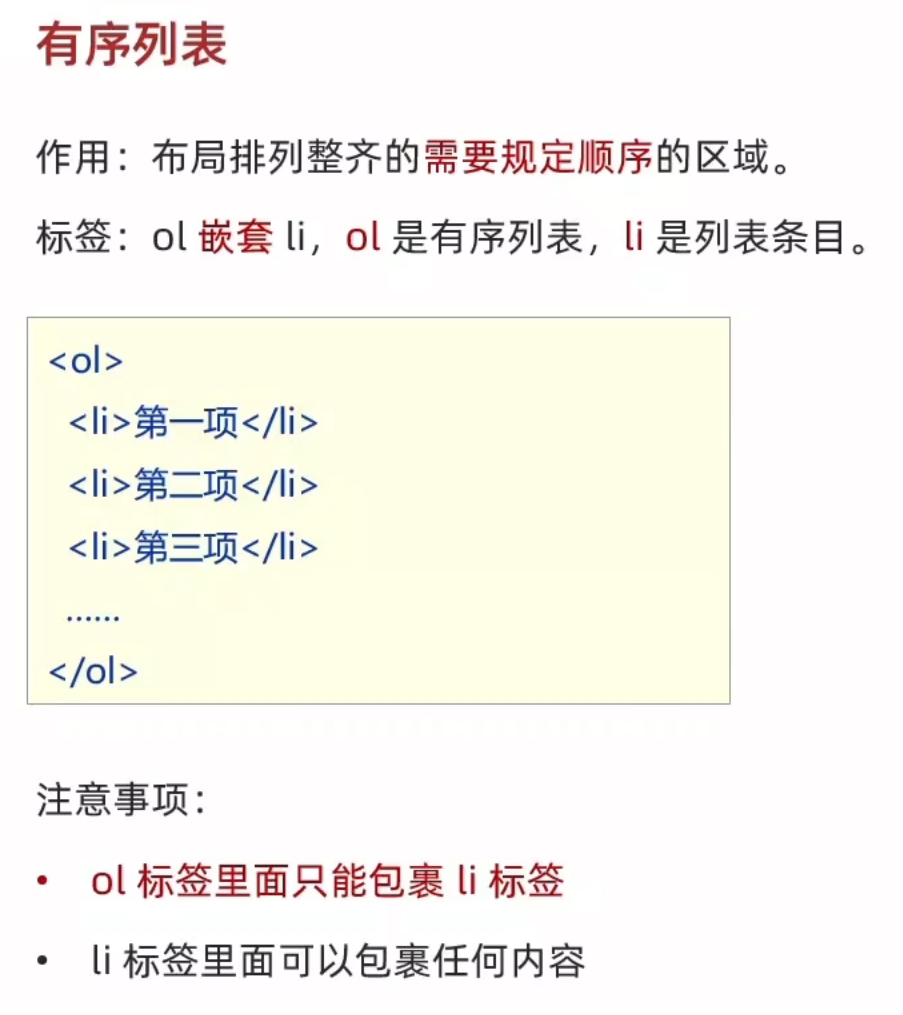 有序列表
作用：布局排列整齐的需要规定顺序的区域。
标签：ol 嵌套 li，ol 是有序列表，li 是列表条目。
<ol>
<li>第一项</li>
<li>第二项</li>
<li>第三项</li>
……
</ol>
注意事项：
• ol 标签里面只能包裹 li 标签
• li 标签里面可以包裹任何内容